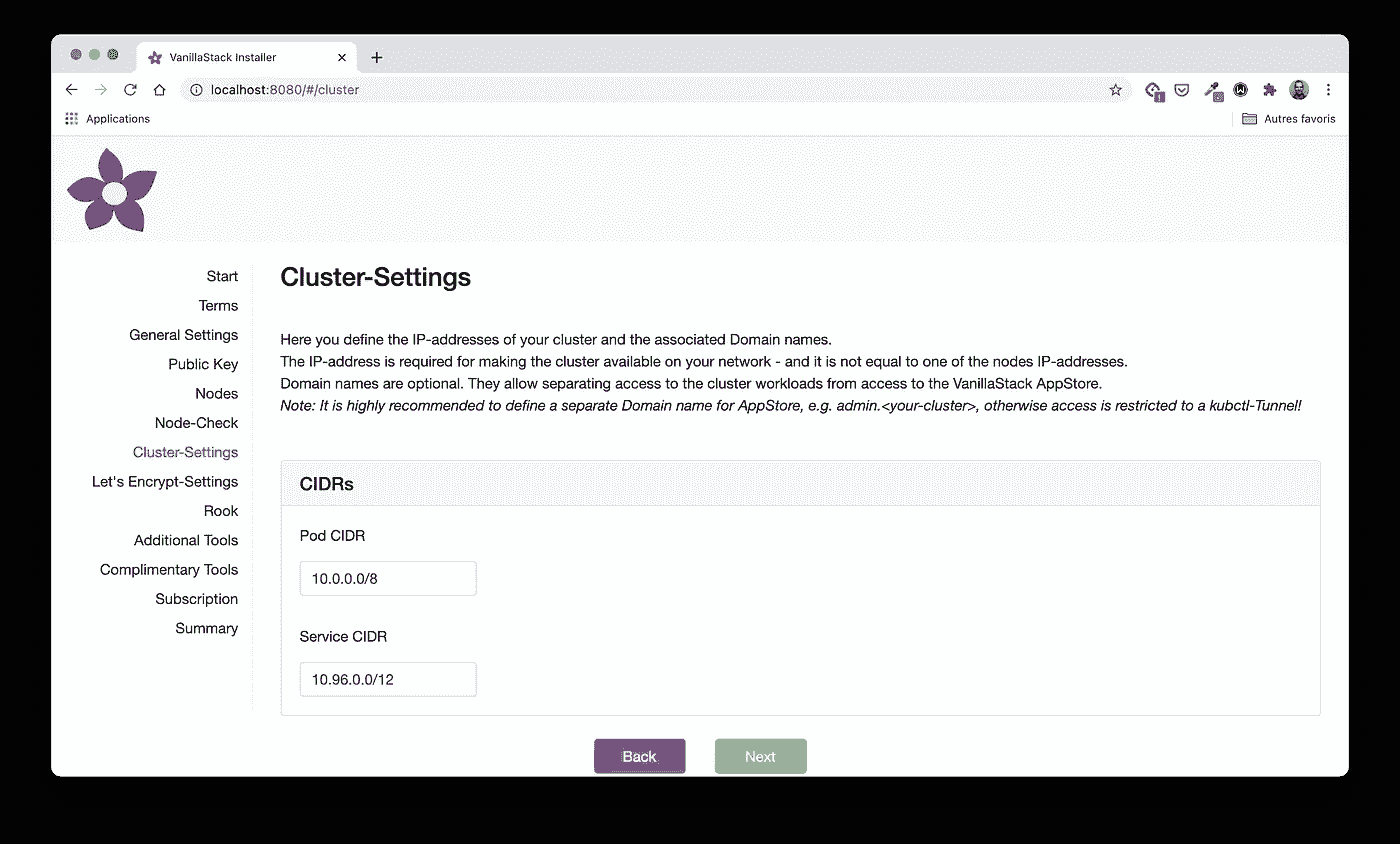 VanillaStack Installer
localhost:8080/#/cluster
Applications
Autres favoris
Start
Terms
General Settings
Public Key
Nodes
Node-Check
Cluster-Settings
Let's Encrypt-Settings
Rook
Additional Tools
Complimentary Tools
Subscription
Summary
Cluster-Settings
Here you define the IP-addresses of your cluster and the associated Domain names.
The IP-address is required for making the cluster available on your network - and it is not equal to one of the nodes IP-addresses.
Domain names are optional. They allow separating access to the cluster workloads from access to the VanillaStack AppStore.
Note: It is highly recommended to define a separate Domain name for AppStore, e.g. admin.<your-cluster>, otherwise access is restricted to a kubctl-Tunnel!
CIDRs
Pod CIDR
10.0.0.0/8
Service CIDR
10.96.0.0/12
Back
Next